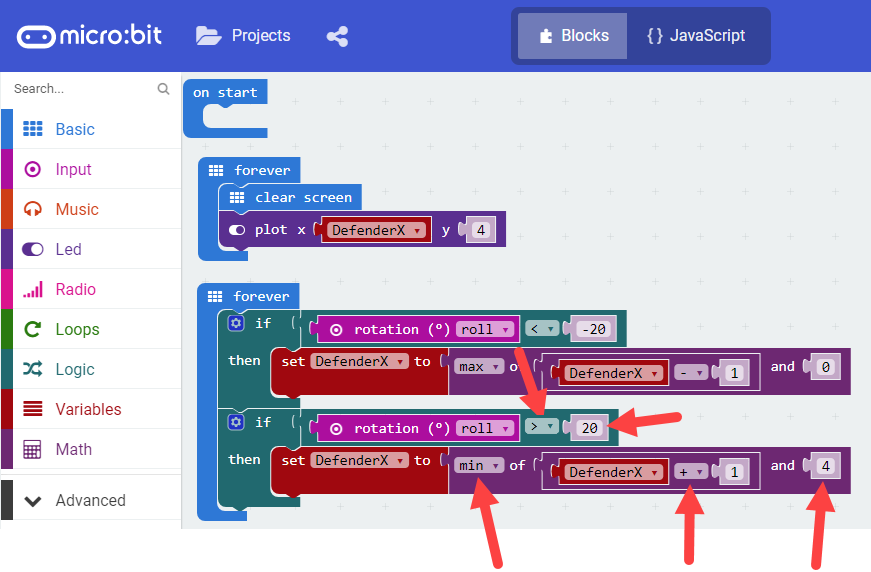 micro:bit Projects Blocks {} JavaScript
Search...
Basic
Input
Music
Led
Radio
Loops
Logic
Variables
Math
Advanced
on start
forever
clear screen
plot x DefenderX y 4
forever
if rotation (º) roll < -20
then set DefenderX to max of DefenderX - 1 and 0
if rotation (º) roll > 20
then set DefenderX to min of DefenderX + 1 and 4